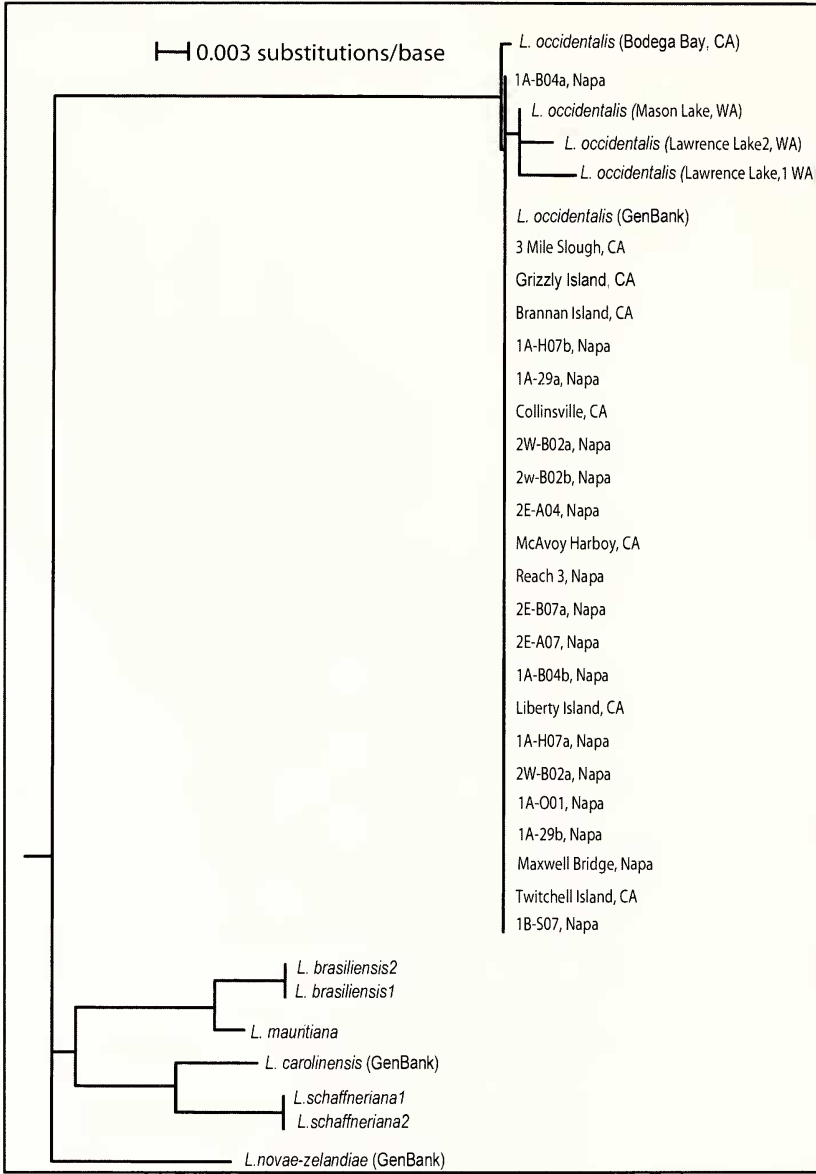 0.003 substitutions/base
L. occidentalis (Bodega Bay, CA)
1A-B04a, Napa
L. occidentalis (Mason Lake, WA)
L. occidentalis (Lawrence Lake2, WA)
L. occidentalis (Lawrence Lake,1 WA)
L. occidentalis (GenBank)
3 Mile Slough, CA
Grizzly Island, CA
Brannan Island, CA
1A-H07b, Napa
1A-29a, Napa
Collinsville, CA
2W-B02a, Napa
2w-B02b, Napa
2E-A04, Napa
McAvoy Harboy, CA
Reach 3, Napa
2E-B07a, Napa
2E-A07, Napa
1A-B04b, Napa
Liberty Island, CA
1A-H07a, Napa
2W-B02a, Napa
1A-O01, Napa
1A-29b, Napa
Maxwell Bridge, Napa
Twitchell Island, CA
1B-S07, Napa
L. brasiliensis2
L. brasiliensis1
L. mauritiana
L. carolinensis (GenBank)
L.schaffneriana1
L.schaffneriana2
L.novae-zelandiae (GenBank)